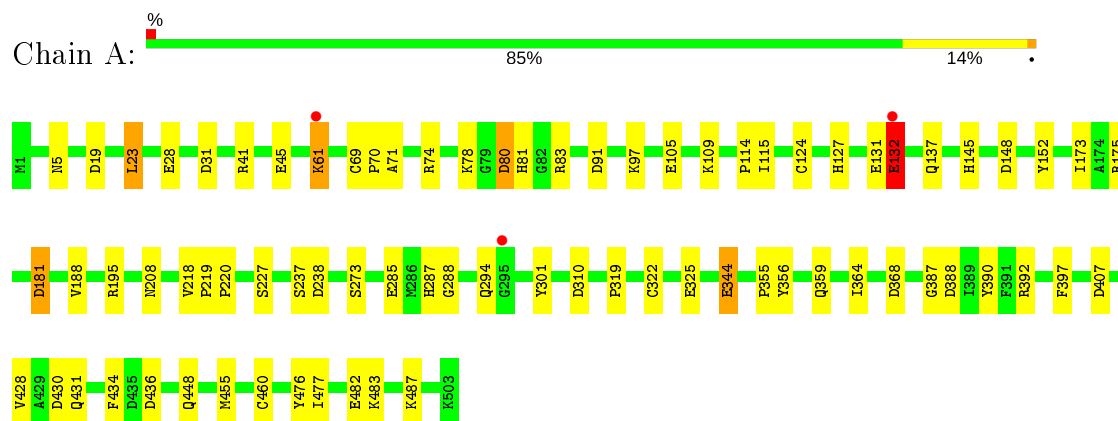 %
Chain A:
85% 14% •
M1 N5 D19 L23 E28 D31 R41 E45 K61 C69 P70 A71 R74 K78 G79 D80 H81 G82 R83 D91 K97 E105 K109 P114 I115 C124 H127 E131 E132 Q137 H145 D148 Y152 I173 A174 R175
D181 V188 R195 N208 V218 P219 P220 S227 S237 D238 S273 E285 M286 H287 G288 Q294 G295 Y301 D310 P319 C322 E325 E344 P355 Y356 Q359 I364 D368 G387 D388 I389 Y390 F391 R392 F397 D407
V428 A429 D430 Q431 F434 D435 D436 Q448 M455 C460 Y476 I477 E482 K483 K487 K503